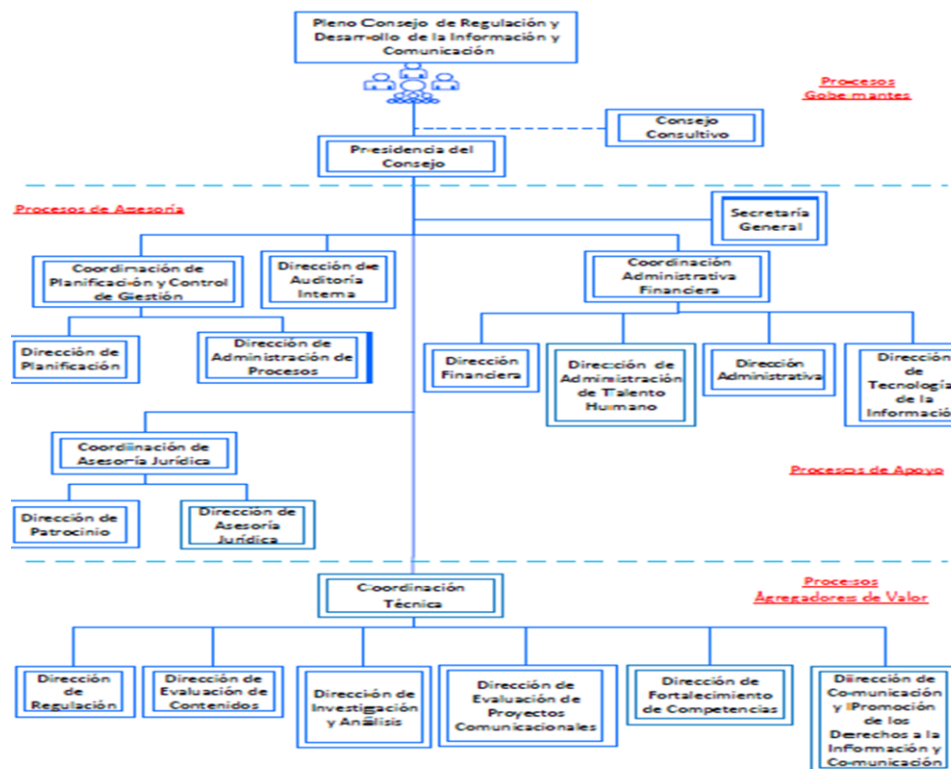 Pleno Consejo de Regulación y
Desarrollo de la Información y
Comunicación
Procesos
Gobernantes
Consejo
Consultivo
Presidencia del
Consejo
Procesos de Asesoría
Secretaría
General
Coordinación de
Planificación y Control
de Gestión
Dirección de
Auditoría
Interna
Coordinación
Administrativa
Financiera
Dirección de
Planificación
Dirección de
Administración de
Procesos
Dirección
Financiera
Dirección de
Administración
de Talento
Humano
Dirección
Administrativa
Dirección
de
Tecnología
de la
Informació
Coordinación de
Asesoría Jurídica
Procesos de Apoyo
Dirección de
Patrocinio
Dirección de
Asesoría
Jurídica
Coordinación
Técnica
Procesos
Agregadores de Valor
Dirección
de
Regulación
Dirección de
Evaluación de
Contenidos
Dirección de
Investigación
y Análisis
Dirección de
Evaluación de
Proyectos
Comunicacionales
Dirección de
Fortalecimiento
de Competencias
Dirección de
Comunicación
y Promoción
de los
Derechos a la
Información y
Comunicación